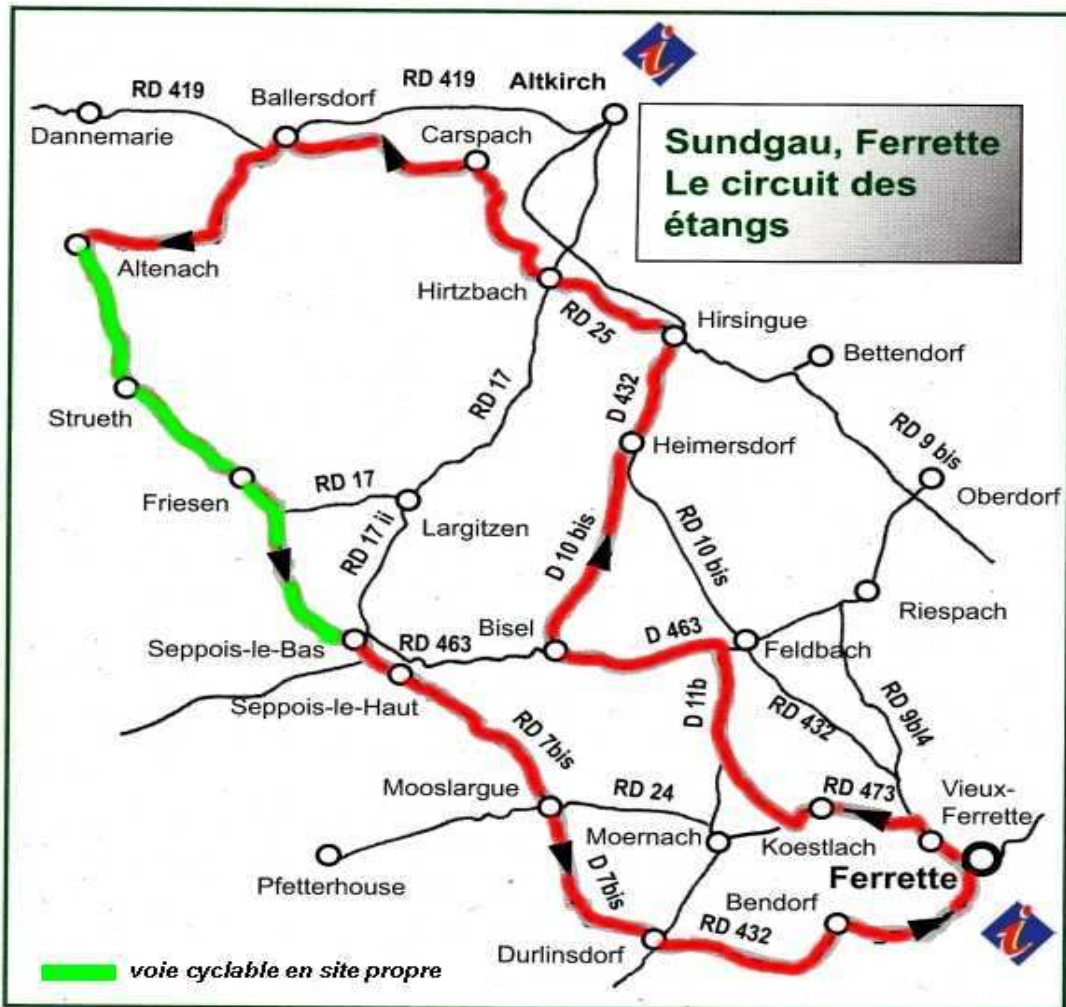 RD 419
Dannemarie
Ballersdorf
RD 419
Altkirch
Carspach
Sundgau, Ferrette
Le circuit des
étangs
Altenach
Hirtzbach
RD 25
Hirsingue
Bettendorf
RD 17
D 432
Strueth
Heimersdorf
RD 9 bis
Friesen
RD 17
Oberdorf
Largitzen
RD 17 ii
D 10 bis
RD 10 bis
Riespach
Seppois-le-Bas
RD 463
Bisel
D 463
Feldbach
Seppois-le-Haut
D 11b
RD 432
RD 9bl4
RD 7bis
Mooslargue
RD 24
RD 473
Vieux-
Ferrette
Moernach
Koestlach
Ferrette
Pfetterhouse
D 7bis
Bendorf
Durlinsdorf
RD 432
voie cyclable en site propre
i
i